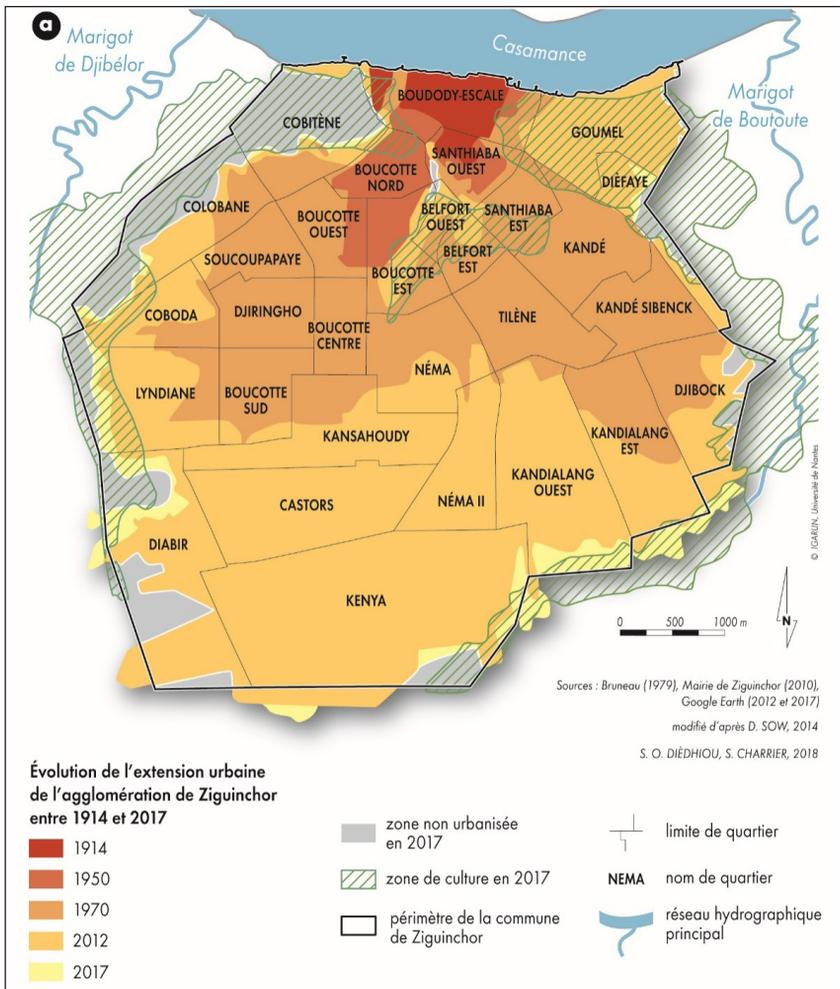 a
Marigot
de Djibélor
Casamance
Marigot
de Boutoute
BOUDODY-ESCALE
COBITÈNE
GOUMEL
SANTHIABA
OUEST
BOUCOTTE
NORD
DIÈFAYE
COLOBANE
BOUCOTTE
OUEST
BELFORT
OUEST
SANTHIABA
EST
SOUCOUPAPAYE
BELFORT
EST
KANDÉ
BOUCOTTE
EST
COBODA
DJIRINGHO
BOUCOTTE
CENTRE
TILÈNE
KANDÉ SIBENCK
NÉMA
LYNDIANE
BOUCOTTE
SUD
DJIBOCK
KANSAHOUDY
KANDIALANG
EST
KANDIALANG
OUEST
CASTORS
NÉMA II
DIABIR
KENYA
© IGARUN, Université de Nantes
0 500 1000 m
N
Sources : Bruneau (1979), Mairie de Ziguinchor (2010),
Google Earth (2012 et 2017)
modifié d'après D. SOW, 2014
S. O. DIÈDHIOU, S. CHARRIER, 2018
Évolution de l'extension urbaine
de l'agglomération de Ziguinchor
entre 1914 et 2017
1914
1950
1970
2012
2017
zone non urbanisée
en 2017
zone de culture en 2017
périmètre de la commune
de Ziguinchor
limite de quartier
NEMA nom de quartier
réseau hydrographique
principal